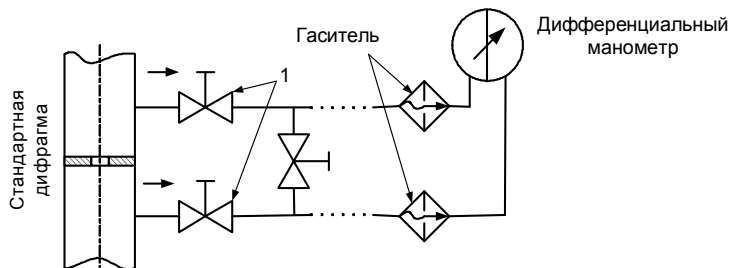 Гаситель
Дифференциальный
манометр
1
Стандартная
дифрагма